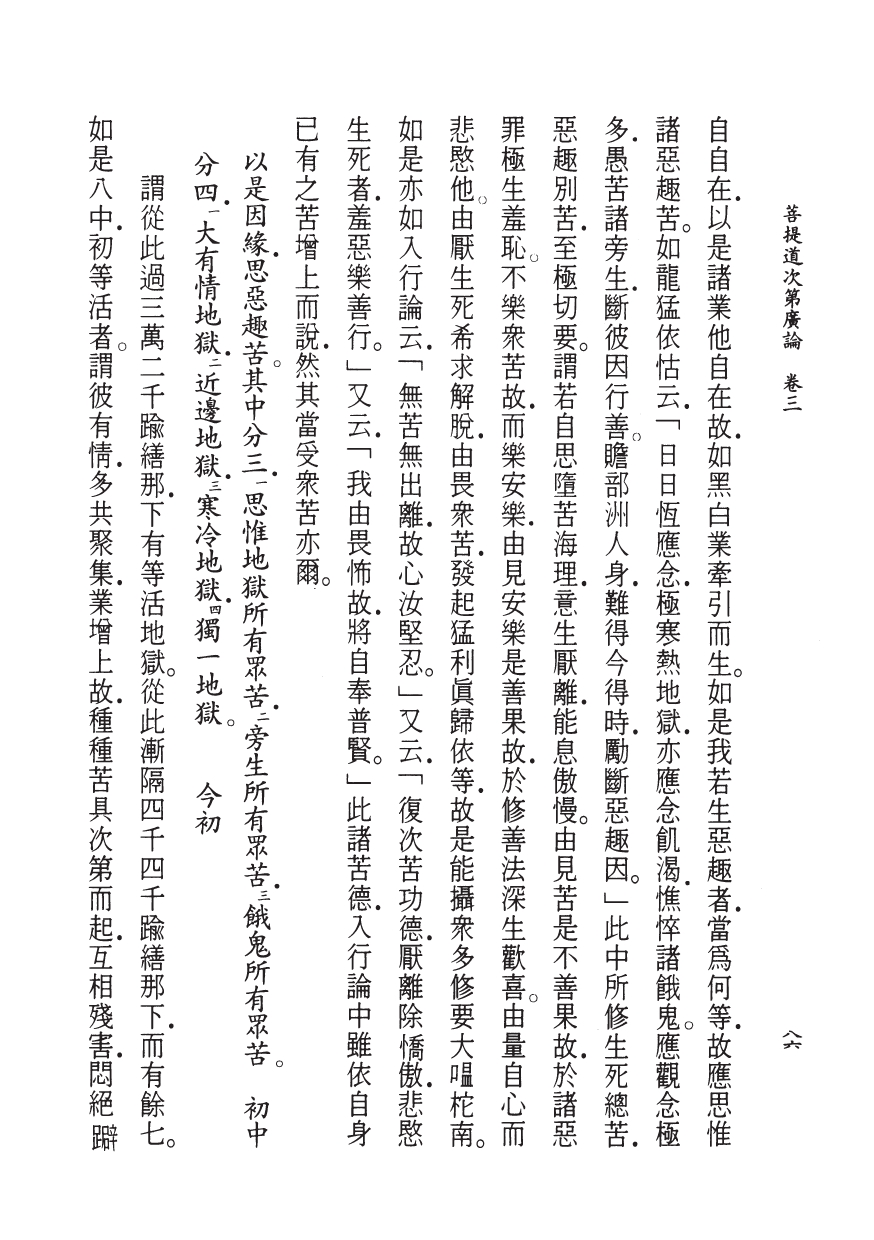 菩提道次第廣論　卷三
八六
自自在．以是諸業他自在故．如黑白業牽引而生。如是我若生惡趣者．當為何等．故應思惟
諸惡趣苦。如龍猛依怙云．「日日恆應念．極寒熱地獄．亦應念飢渴．憔悴諸餓鬼。應觀念極
多．愚苦諸旁生．斷彼因行善。贍部洲人身．難得今得時．勵斷惡趣因。」此中所修．生死總苦．
惡趣別苦．至極切要。謂若自思墮苦海理．意生厭離．能息傲慢。由見苦是不善果故．於諸惡
罪極生羞恥。不樂衆苦故．而樂安樂．由見安樂是善果故．於修善法深生歡喜。由量自心而
悲愍他。由厭生死希求解脫．由畏衆苦．發起猛利眞歸依等．故是能攝衆多修要大嗢柁南。
如是亦如入行論云．「無苦無出離．故心汝堅忍。」又云．「復次苦功德．厭離除憍傲．悲愍
生死者．羞惡樂善行。」又云．「我由畏怖故．將自奉普賢。」此諸苦德．入行論中雖依自身
已有之苦增上而說．然其當受衆苦亦爾。
以是因緣．思惡趣苦。其中分三．一思惟地獄所有眾苦．二旁生所有眾苦．三餓鬼所有眾苦。　初中
分四．一大有情地獄．二近邊地獄．三寒冷地獄．四獨一地獄。　今初
謂從此過三萬二千踰繕那．下有等活地獄。從此漸隔四千四千踰繕那下．而有餘七。
如是八中．初等活者。謂彼有情．多共聚集．業增上故．種種苦具次第而起．互相殘害．悶絕躃